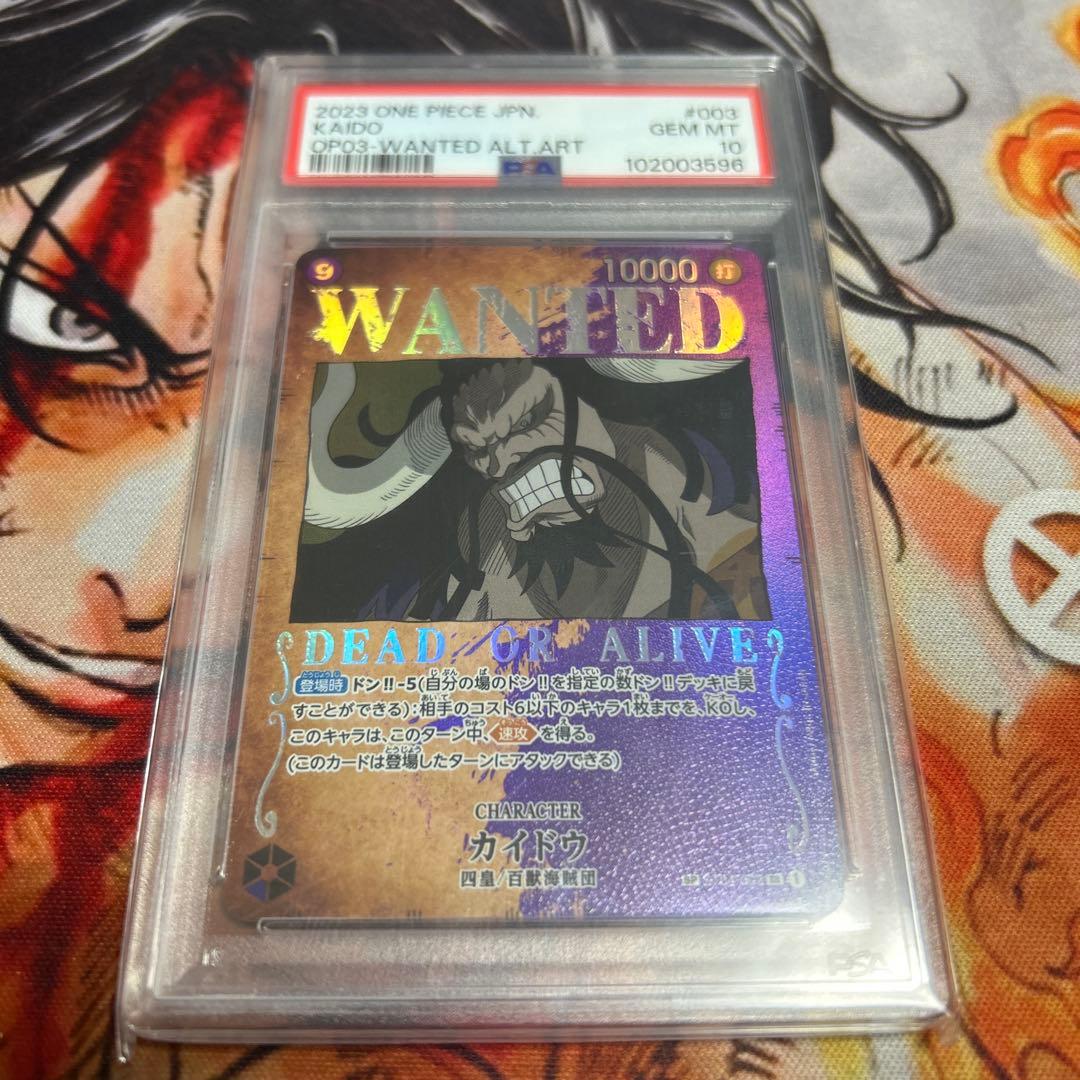 2023 ONE PIECE JPN. #003
KAIDO GEM MT
OP03-WANTED ALT.ART 10
PSA 102003596
9 10000 打
WANTED
DEAD OR ALIVE
登場時 ドン!!-5(自分の場のドン!!を指定の数ドン!!デッキに戻
すことができる):相手のコスト6以下のキャラ1枚までを、KOし、
このキャラは、このターン中、速攻を得る。
(このカードは登場したターンにアタックできる)
CHARACTER
カイドウ
四皇/百獣海賊団
SP 1
PSA